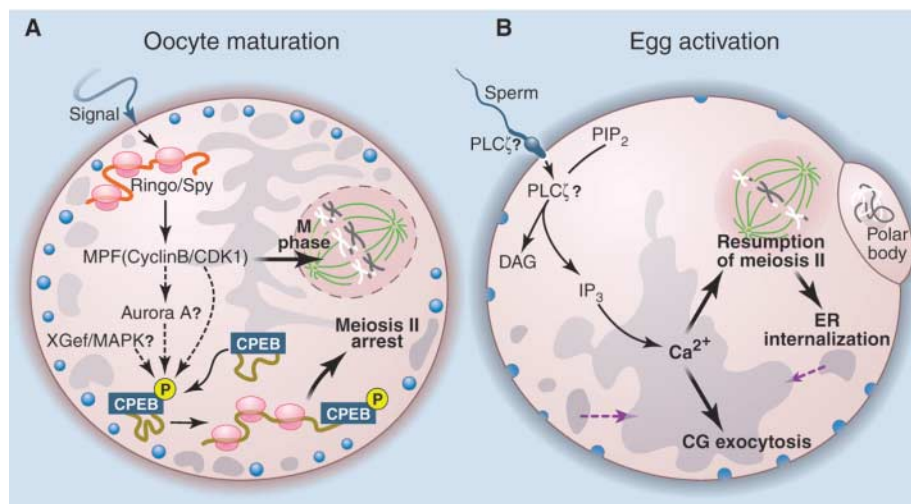 A
Oocyte maturation
Signal
Ringo/Spy
MPF(CyclinB/CDK1)
M
phase
Aurora A?
XGef/MAPK?
CPEB
P
CPEB
Meiosis II
arrest
P
CPEB
B
Egg activation
Sperm
PLCζ?
PIP2
PLCζ?
DAG
IP3
Ca2+
Resumption
of meiosis II
Polar
body
ER
internalization
CG exocytosis